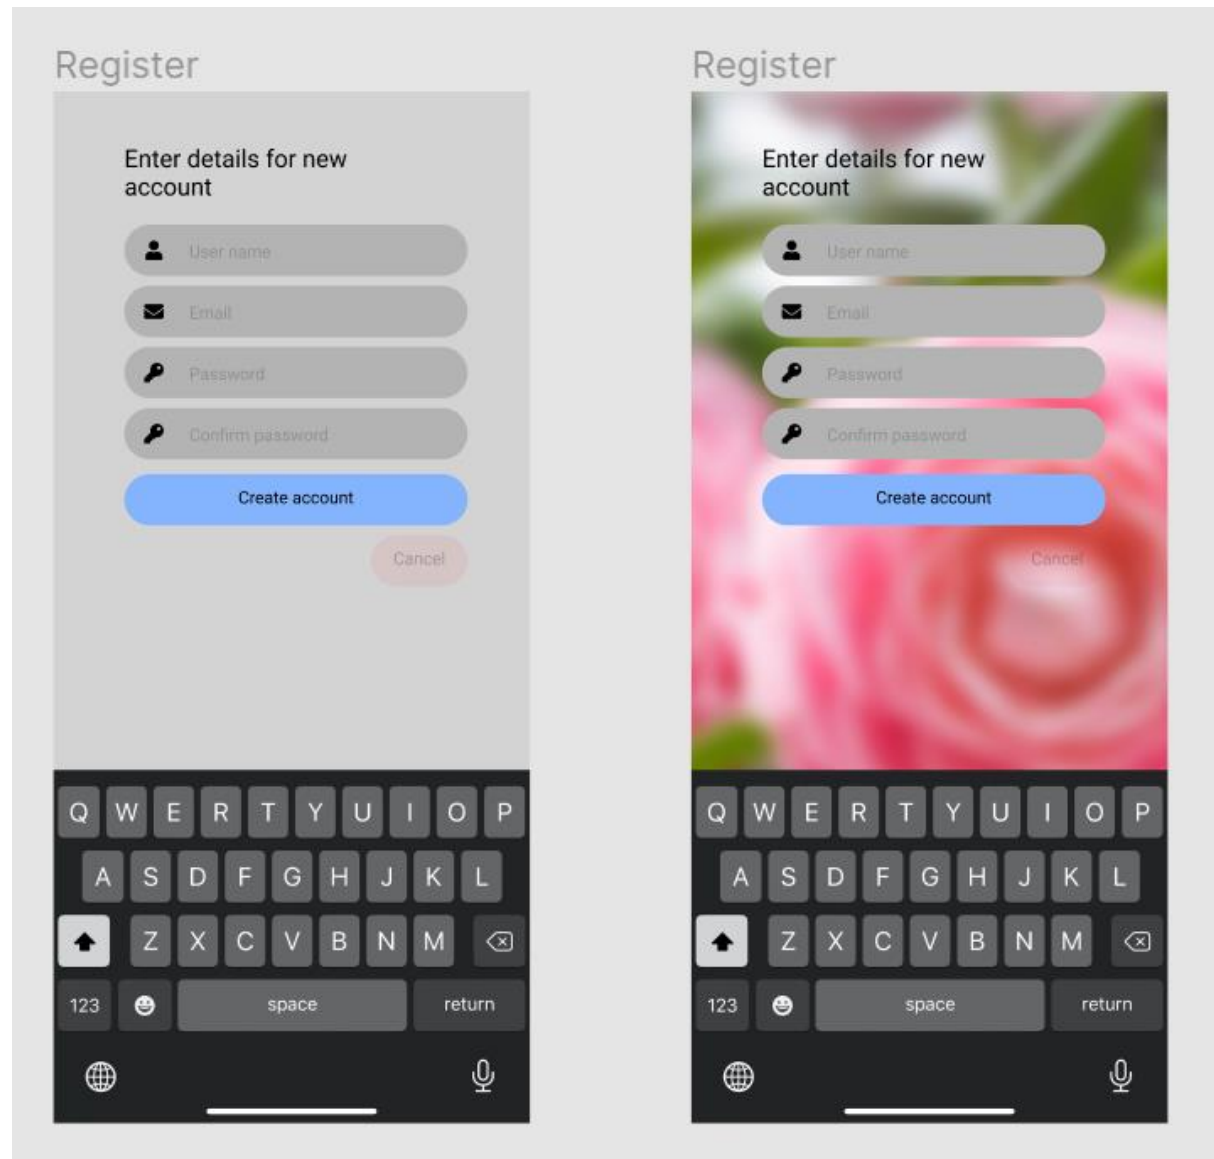 Register
Enter details for new
account
User name
Email
Password
Confirm password
Create account
Cancel
Q W E R T Y U I O P
A S D F G H J K L
Z X C V B N M
123 space return
Register
Enter details for new
account
User name
Email
Password
Confirm password
Create account
Cancel
Q W E R T Y U I O P
A S D F G H J K L
Z X C V B N M
123 space return